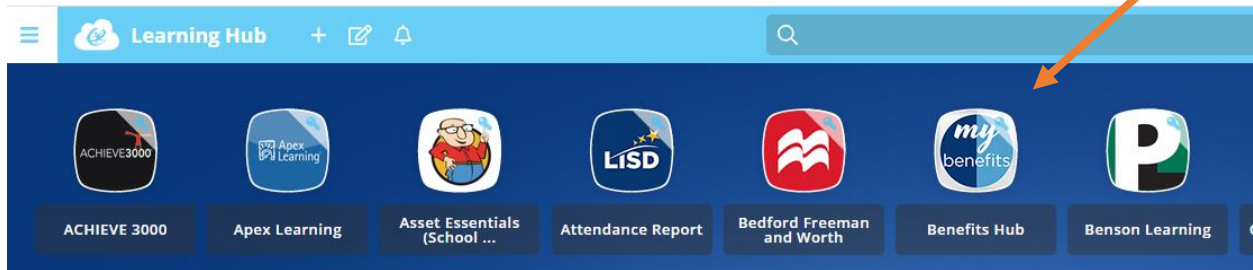 Learning Hub
ACHIEVE3000
Apex
Learning
LISD
my
benefits
P
ACHIEVE 3000
Apex Learning
Asset Essentials
(School ...
Attendance Report
Bedford Freeman
and Worth
Benefits Hub
Benson Learning